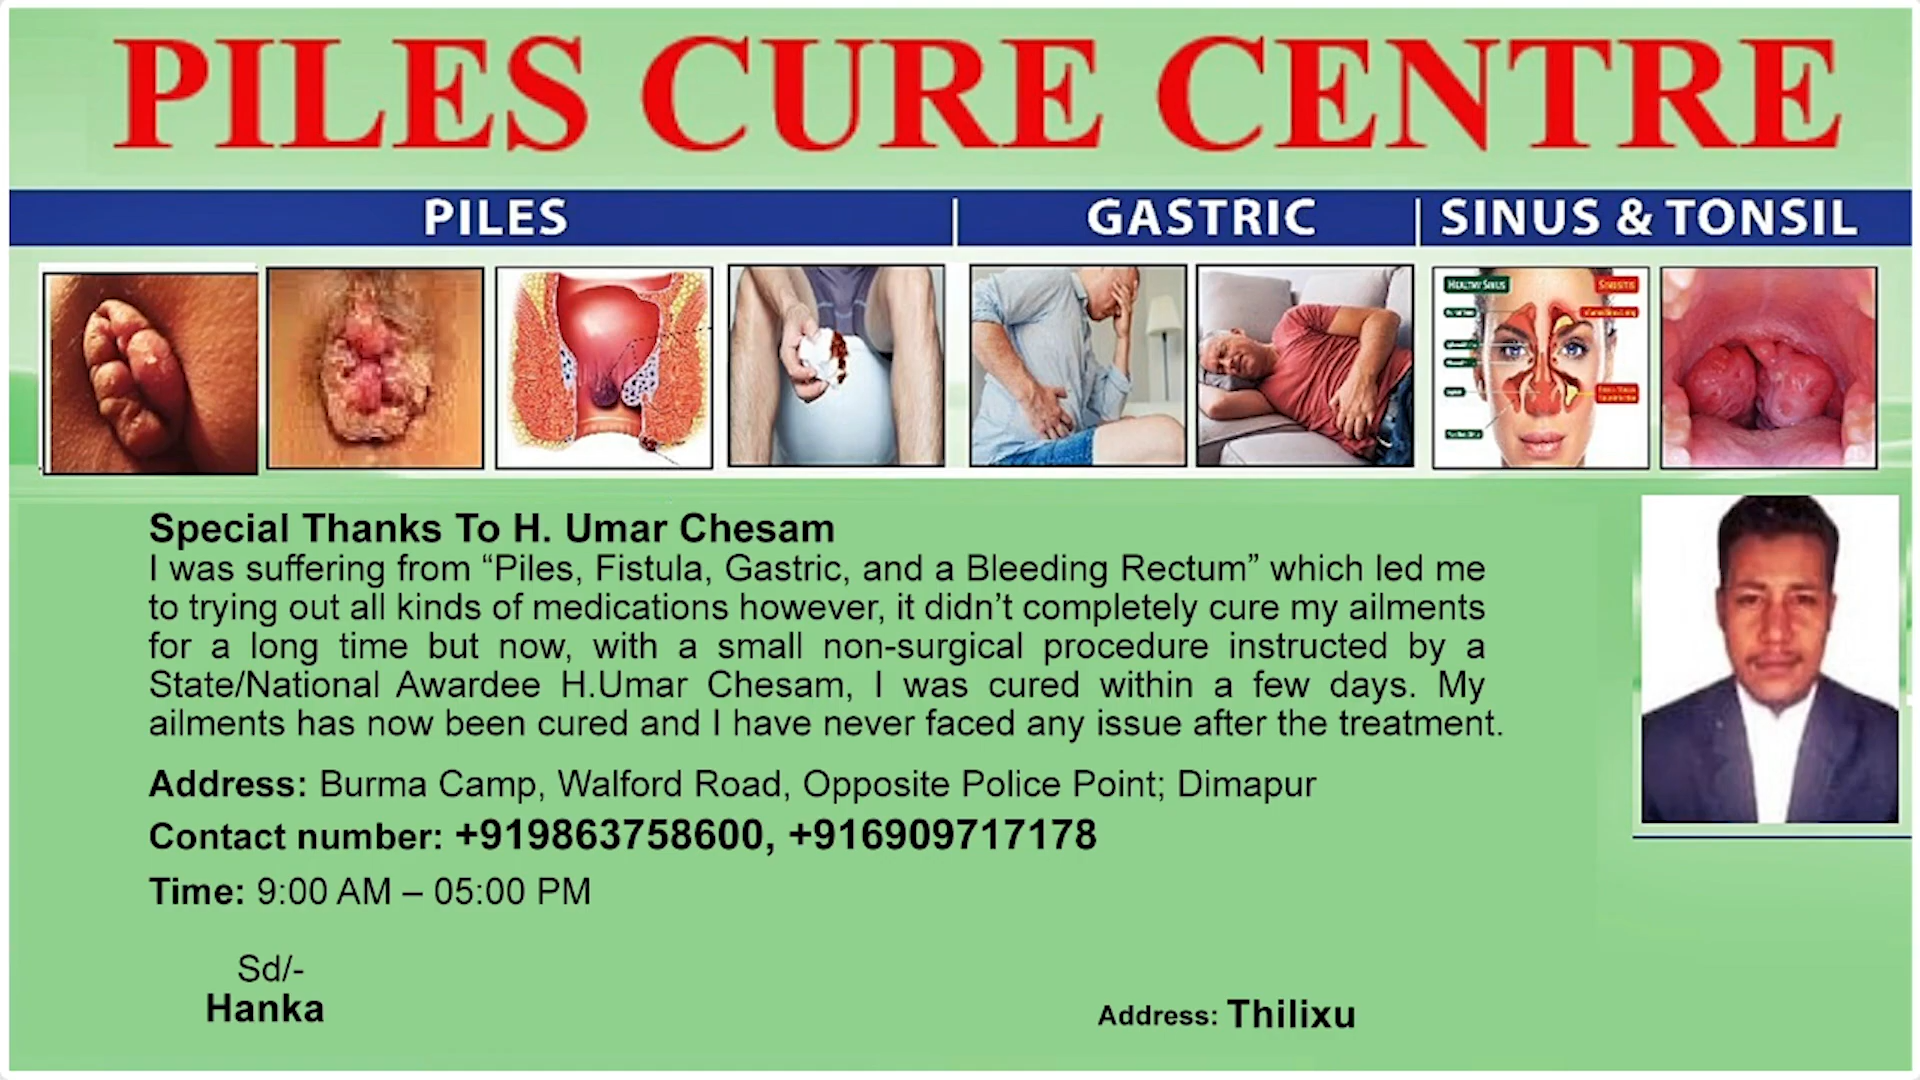 PILES CURE CENTRE
PILES | GASTRIC | SINUS & TONSIL
HEALTHY SINUS SINUSITIS
Special Thanks To H. Umar Chesam
I was suffering from “Piles, Fistula, Gastric, and a Bleeding Rectum” which led me
to trying out all kinds of medications however, it didn’t completely cure my ailments
for a long time but now, with a small non-surgical procedure instructed by a
State/National Awardee H.Umar Chesam, I was cured within a few days. My
ailments has now been cured and I have never faced any issue after the treatment.
Address: Burma Camp, Walford Road, Opposite Police Point; Dimapur
Contact number: +919863758600, +916909717178
Time: 9:00 AM – 05:00 PM
Sd/-
Hanka
Address: Thilixu